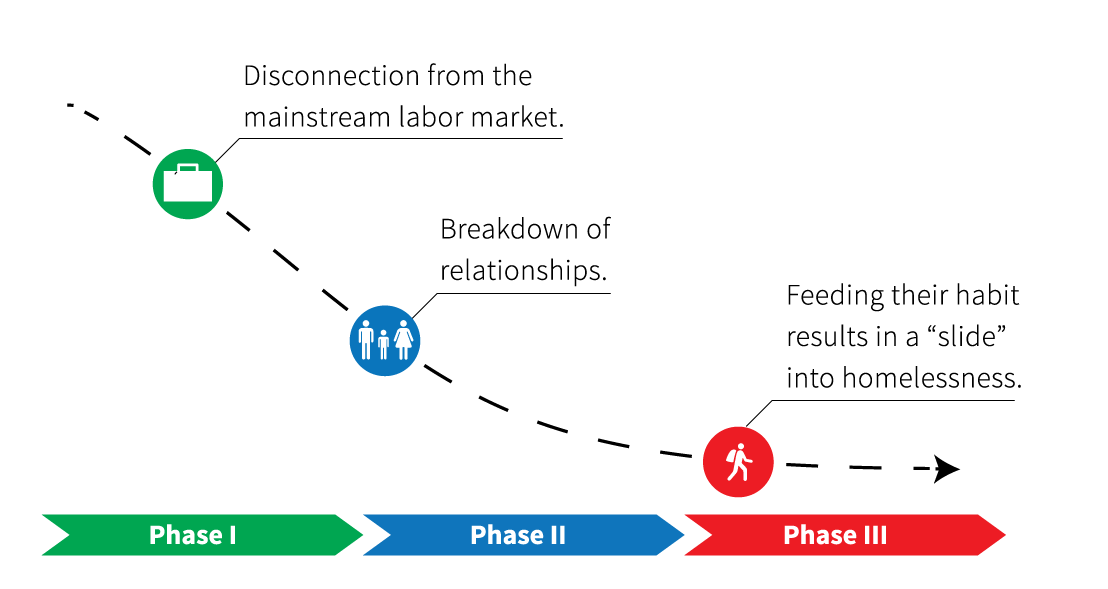 Disconnection from the
mainstream labor market.
Breakdown of
relationships.
Feeding their habit
results in a “slide”
into homelessness.
Phase I
Phase II
Phase III